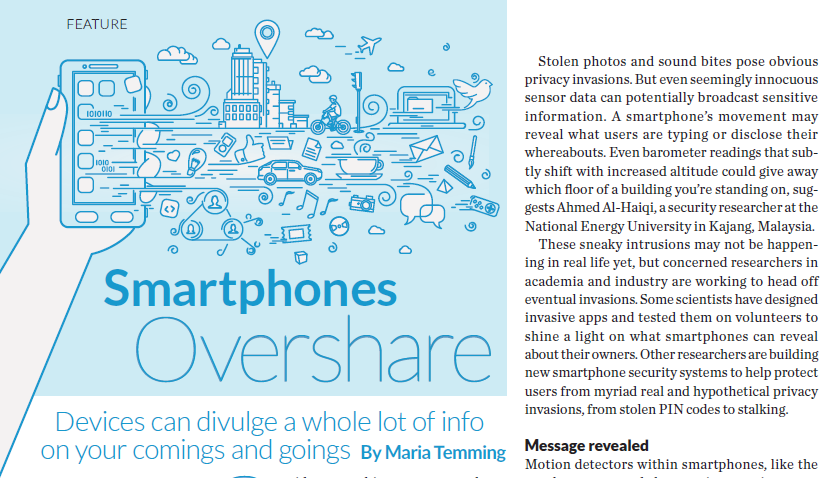 FEATURE
1010110
1010
0101
Smartphones
Overshare
Devices can divulge a whole lot of info
on your comings and goings By Maria Temming
Stolen photos and sound bites pose obvious
privacy invasions. But even seemingly innocuous
sensor data can potentially broadcast sensitive
information. A smartphone’s movement may
reveal what users are typing or disclose their
whereabouts. Even barometer readings that sub-
tly shift with increased altitude could give away
which floor of a building you’re standing on, sug-
gests Ahmed Al-Haiqi, a security researcher at the
National Energy University in Kajang, Malaysia.
These sneaky intrusions may not be happen-
ing in real life yet, but concerned researchers in
academia and industry are working to head off
eventual invasions. Some scientists have designed
invasive apps and tested them on volunteers to
shine a light on what smartphones can reveal
about their owners. Other researchers are building
new smartphone security systems to help protect
users from myriad real and hypothetical privacy
invasions, from stolen PIN codes to stalking.
Message revealed
Motion detectors within smartphones, like the